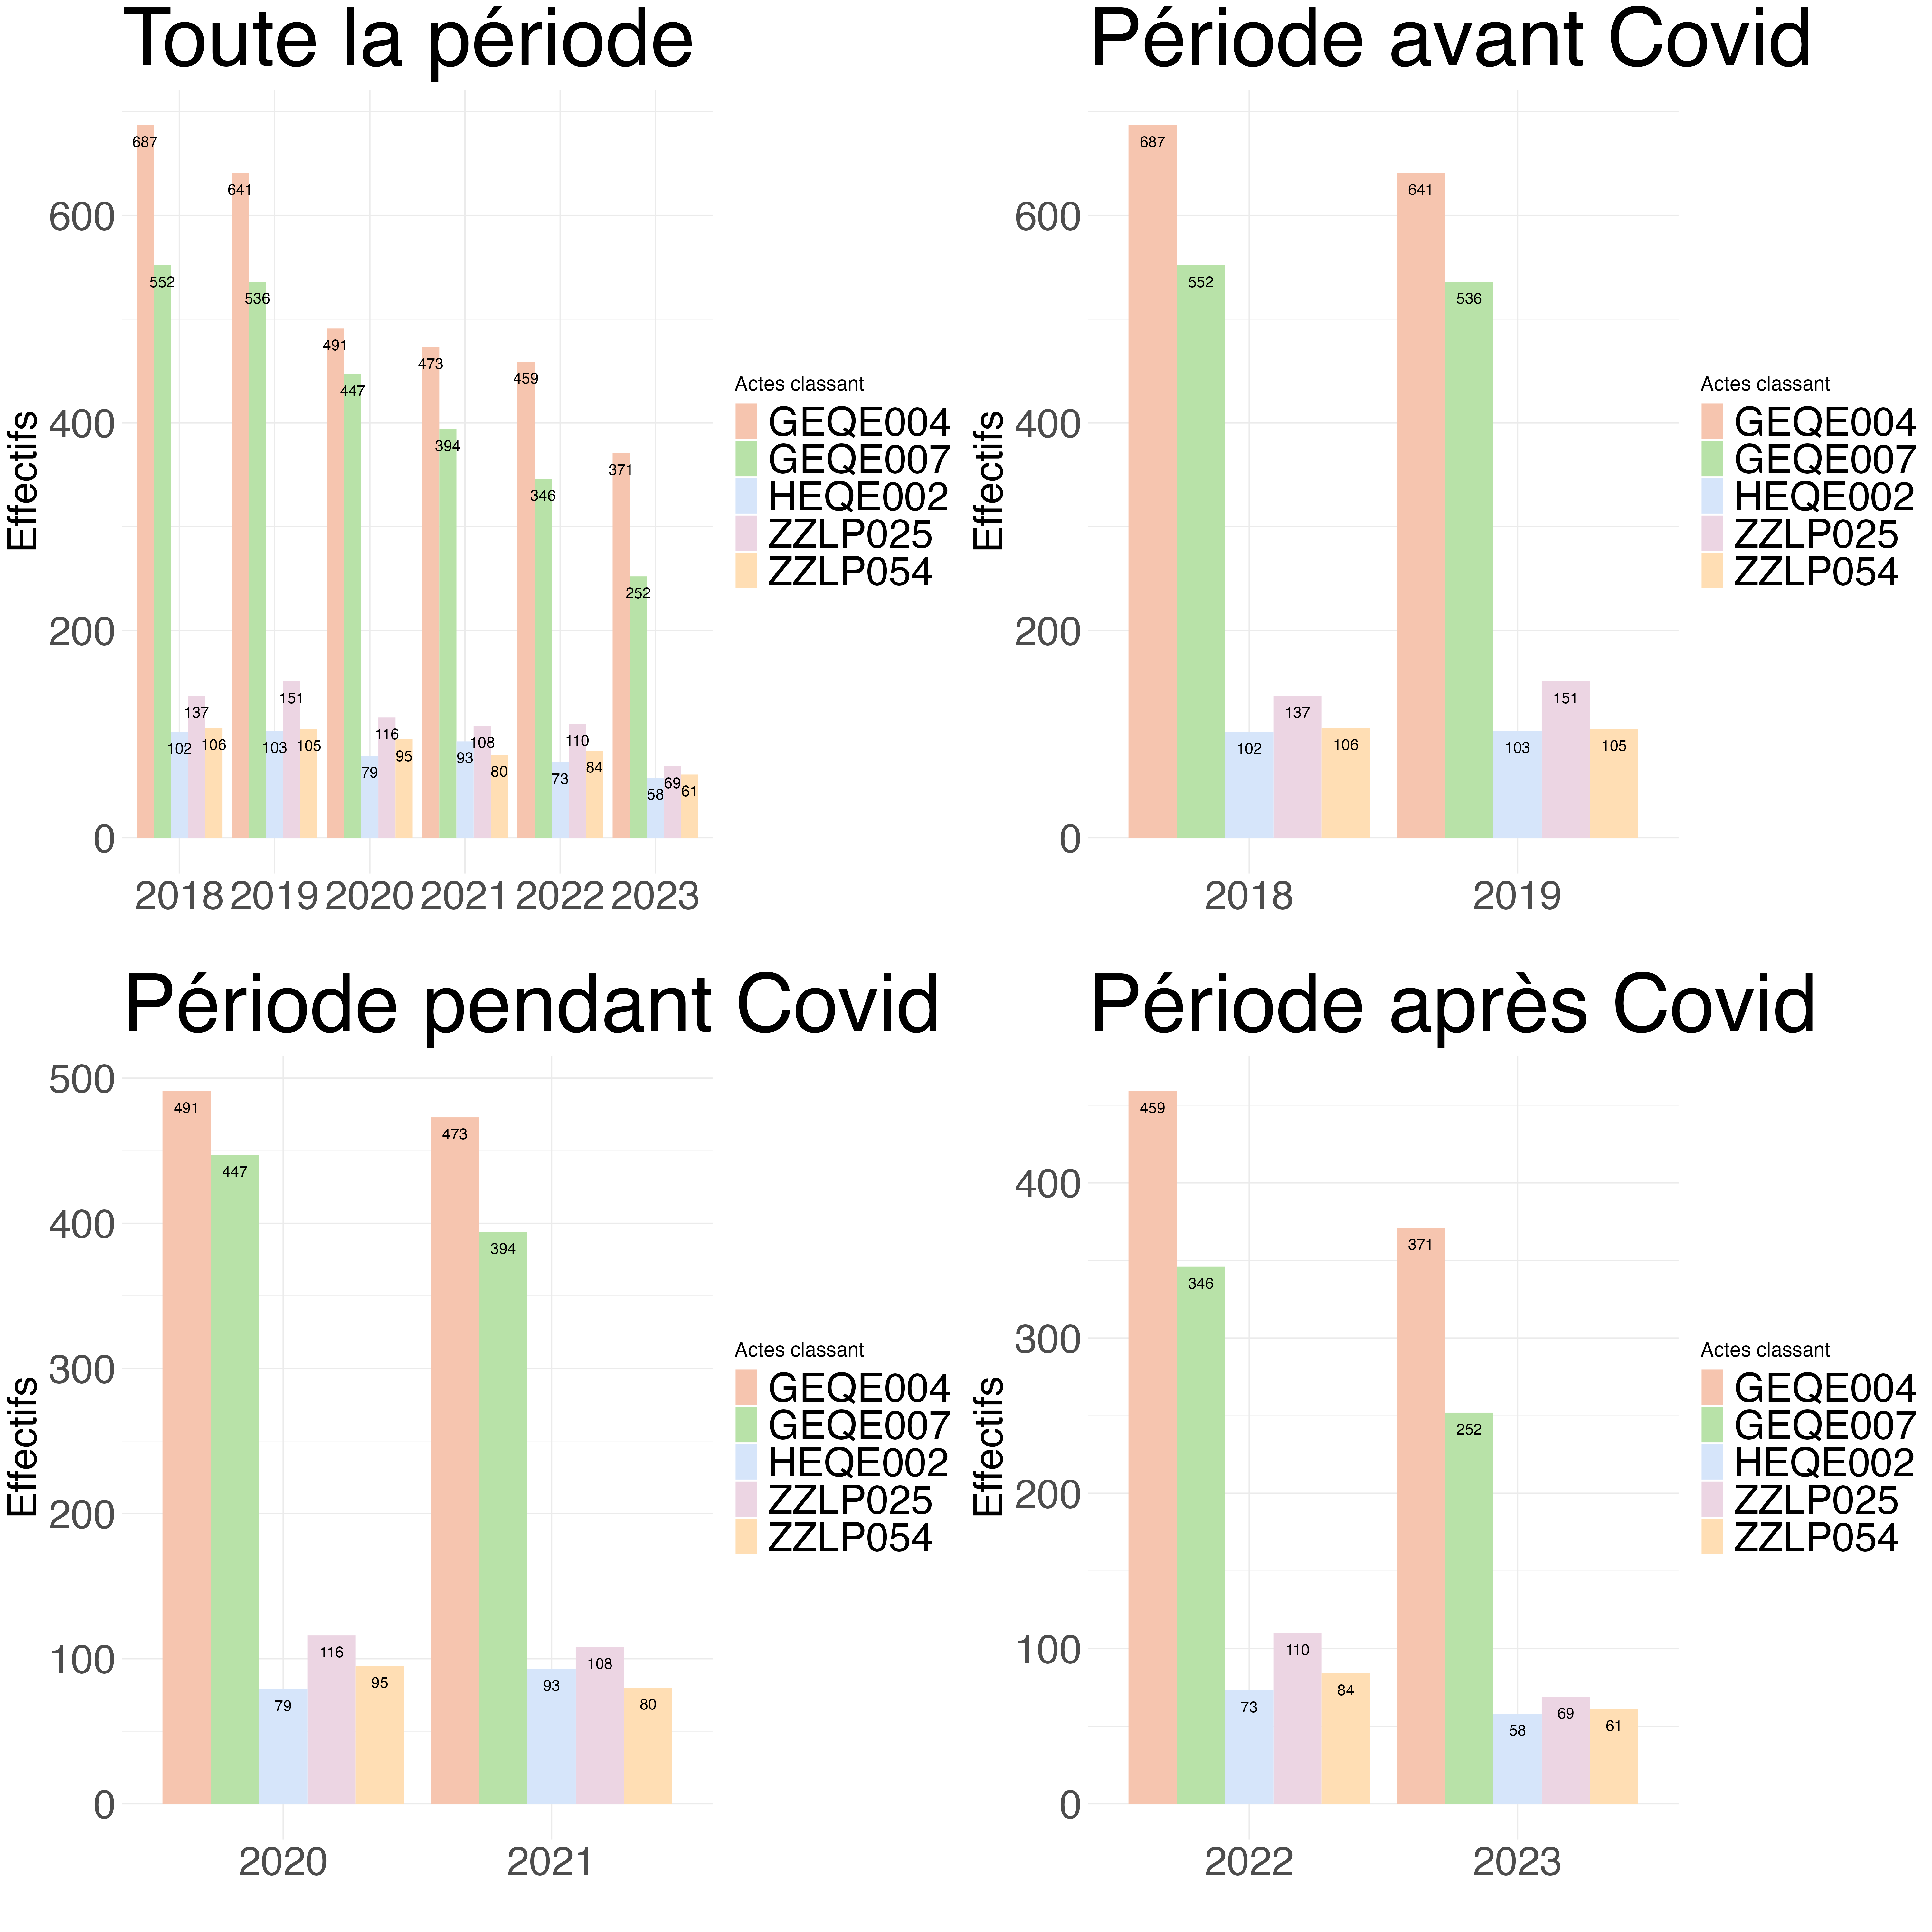 Toute la période
Effectifs
600
400
200
0
687
552
102
137
106
641
536
103
151
105
491
447
79
116
95
473
394
93
108
80
459
346
73
110
84
371
252
58
69
61
2018 2019 2020 2021 2022 2023
Actes classant
GEQE004
GEQE007
HEQE002
ZZLP025
ZZLP054
Période avant Covid
Effectifs
600
400
200
0
687
552
102
137
106
641
536
103
151
105
2018 2019
Actes classant
GEQE004
GEQE007
HEQE002
ZZLP025
ZZLP054
Période pendant Covid
Effectifs
500
400
300
200
100
0
491
447
79
116
95
473
394
93
108
80
2020 2021
Actes classant
GEQE004
GEQE007
HEQE002
ZZLP025
ZZLP054
Période après Covid
Effectifs
400
300
200
100
0
459
346
73
110
84
371
252
58
69
61
2022 2023
Actes classant
GEQE004
GEQE007
HEQE002
ZZLP025
ZZLP054